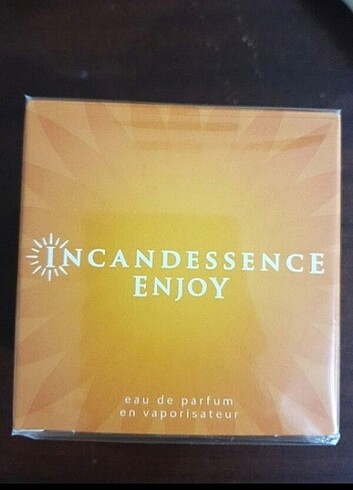 INCANDESSENCE
ENJOY
eau de parfum
en vaporisateur